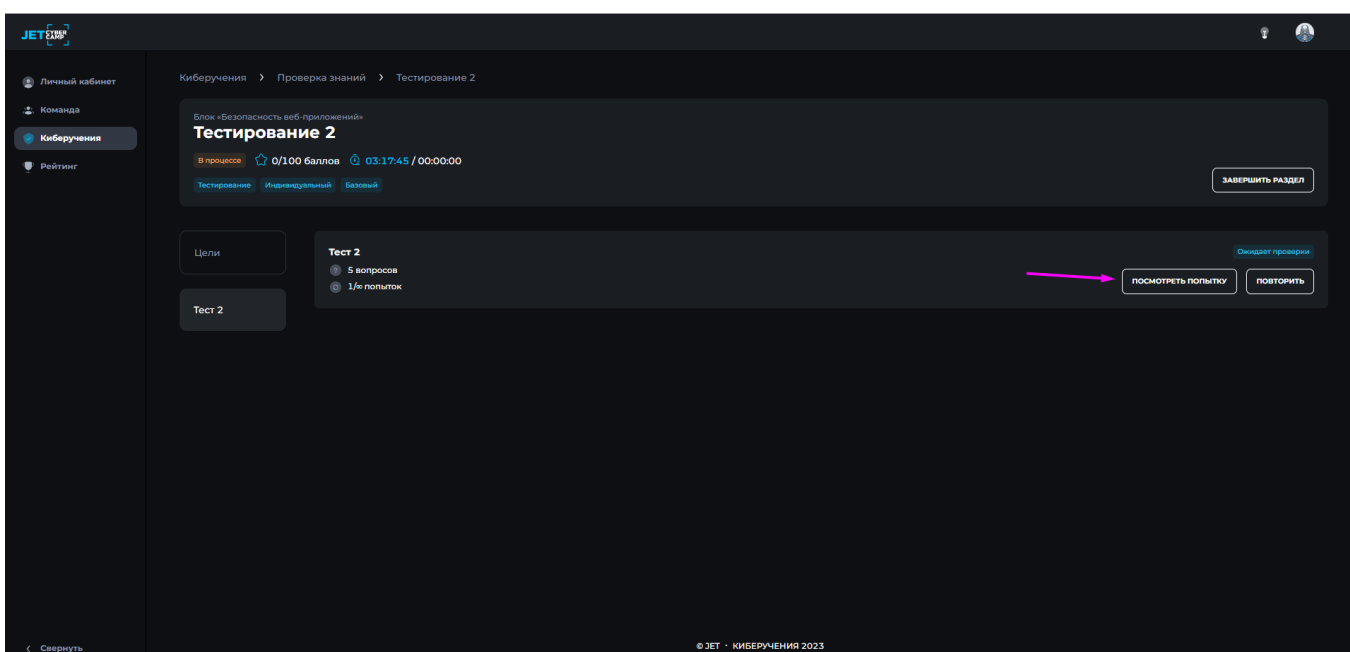 JET CYBER CAMP
Личный кабинет
Команда
Киберучения
Рейтинг
Киберучения > Проверка знаний > Тестирование 2
Блок «Безопасность веб-приложений»
Тестирование 2
В процессе 0/100 баллов 03:17:45 / 00:00:00
Тестирование Индивидуальный Базовый
ЗАВЕРШИТЬ РАЗДЕЛ
Цели
Тест 2
Тест 2
? 5 вопросов
1/∞ попыток
Ожидает проверки
ПОСМОТРЕТЬ ПОПЫТКУ
ПОВТОРИТЬ
< Свернуть
© JET · КИБЕРУЧЕНИЯ 2023